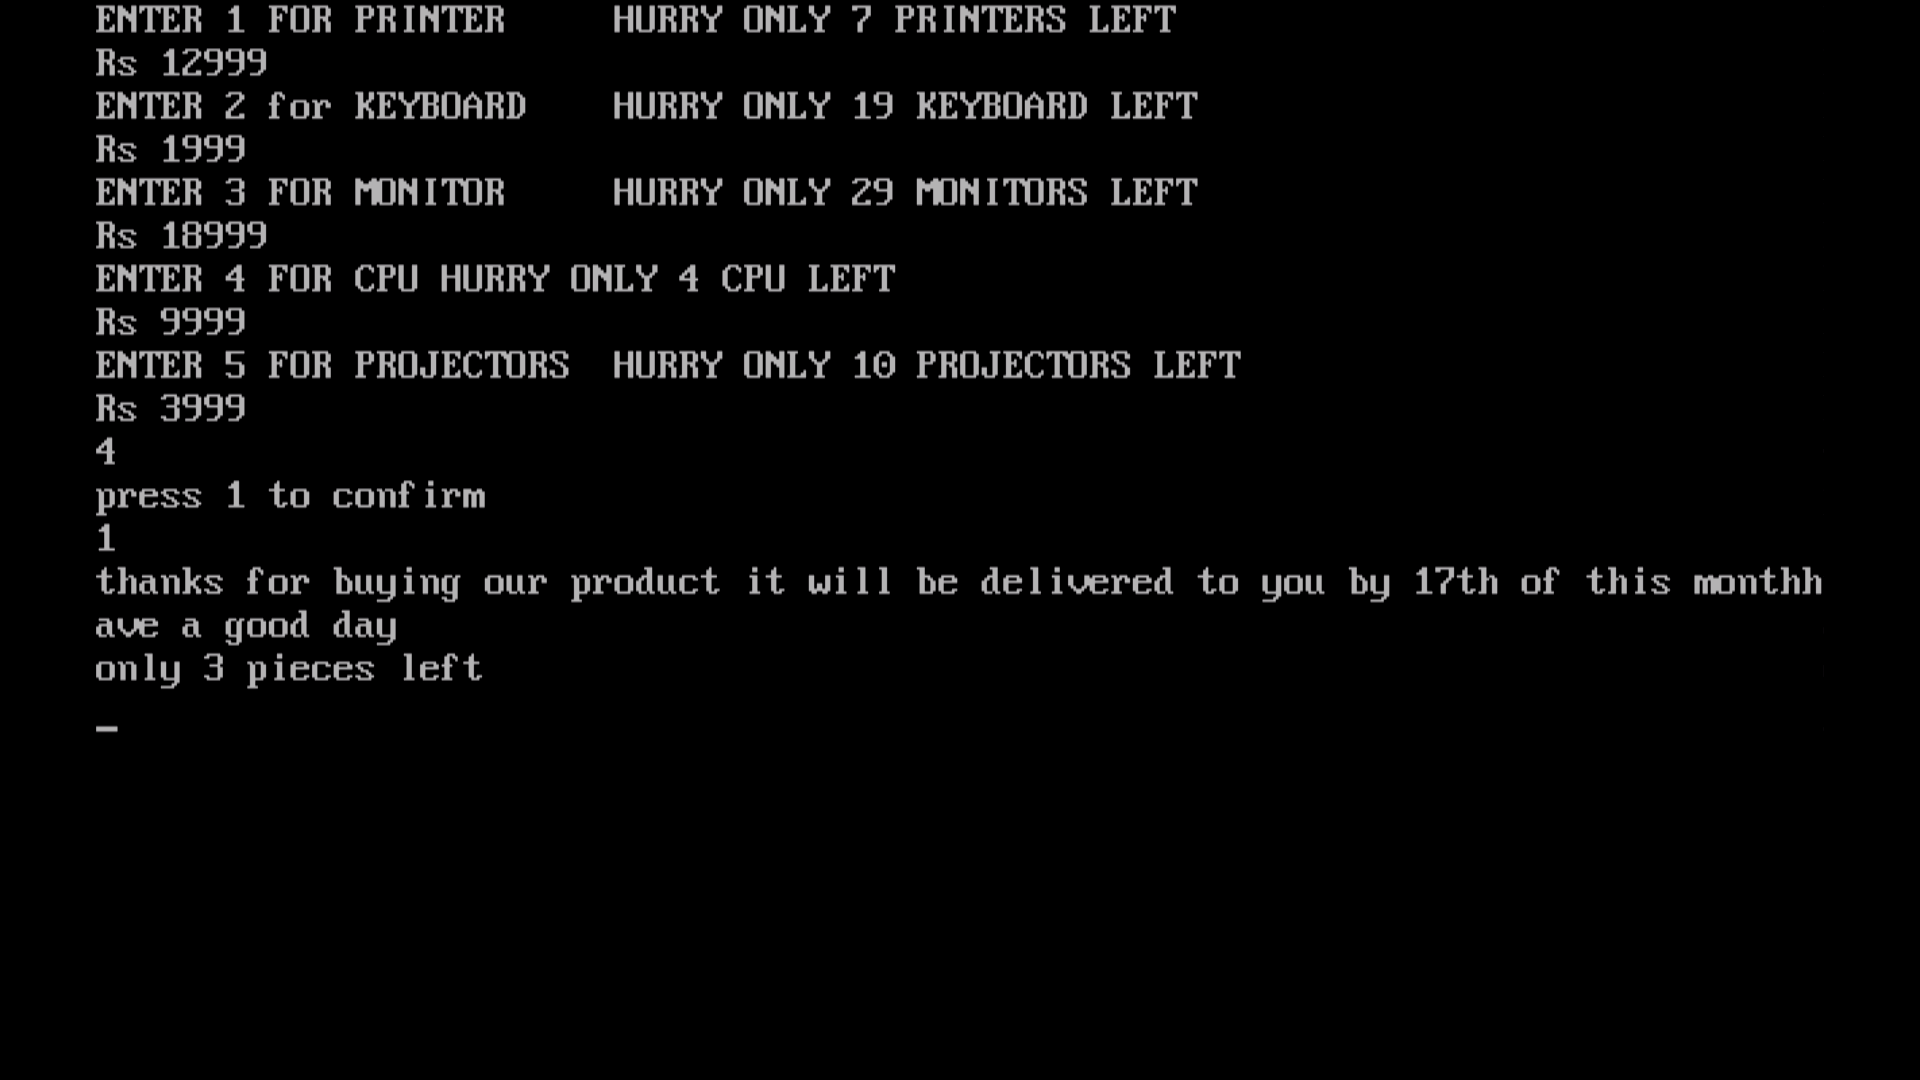 ENTER 1 FOR PRINTER     HURRY ONLY 7 PRINTERS LEFT
Rs 12999
ENTER 2 for KEYBOARD    HURRY ONLY 19 KEYBOARD LEFT
Rs 1999
ENTER 3 FOR MONITOR     HURRY ONLY 29 MONITORS LEFT
Rs 18999
ENTER 4 FOR CPU HURRY ONLY 4 CPU LEFT
Rs 9999
ENTER 5 FOR PROJECTORS  HURRY ONLY 10 PROJECTORS LEFT
Rs 3999
4
press 1 to confirm
1
thanks for buying our product it will be delivered to you by 17th of this monthh
ave a good day
only 3 pieces left
_